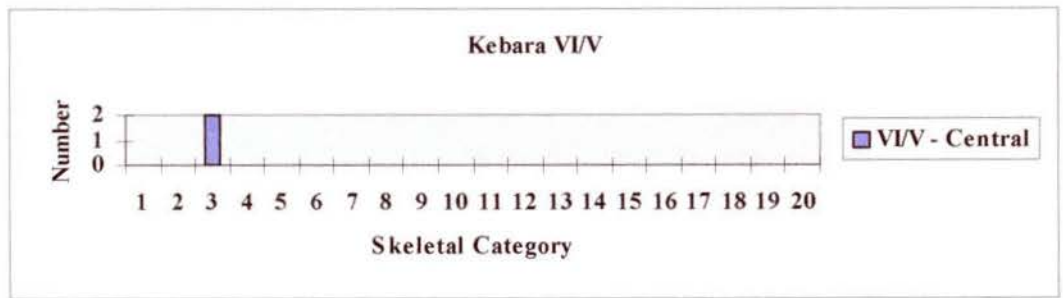 Kebara VI/V
Number
2
1
0
1 2 3 4 5 6 7 8 9 10 11 12 13 14 15 16 17 18 19 20
Skeletal Category
VI/V - Central